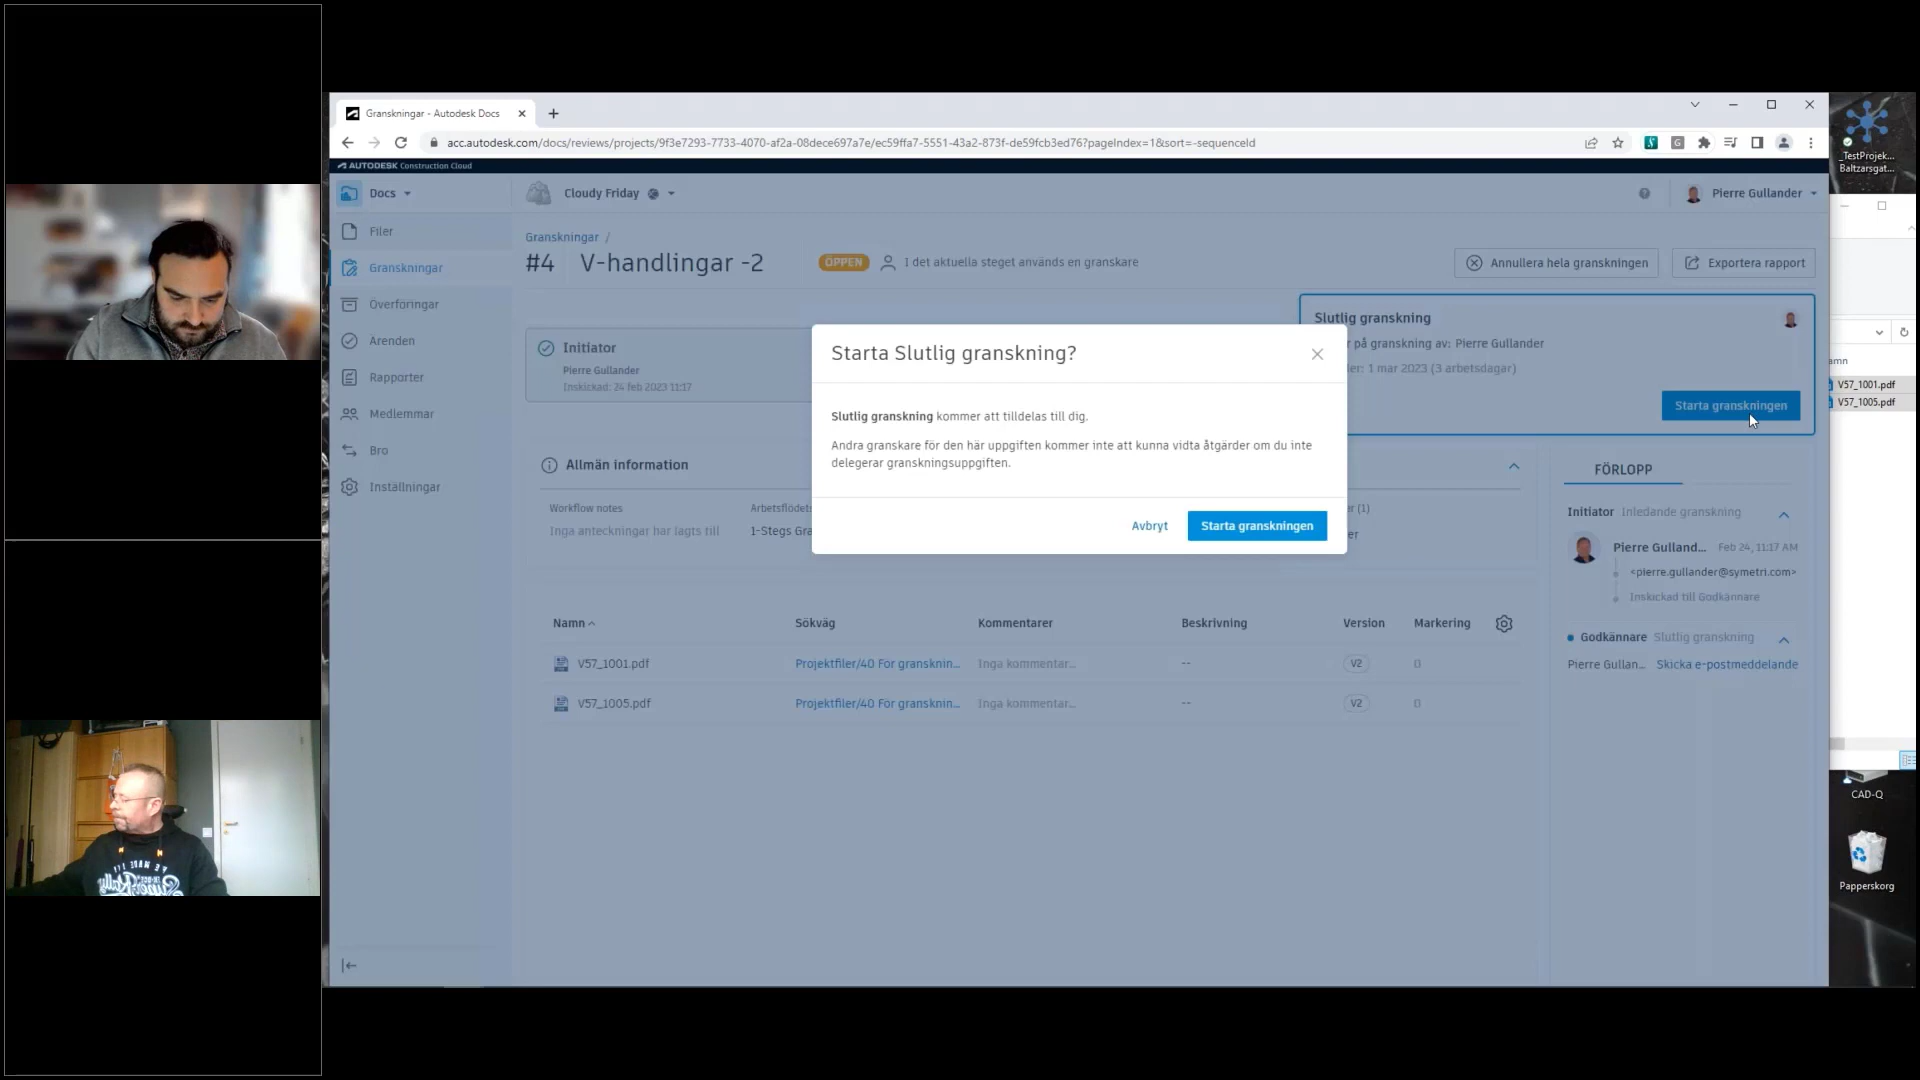 Granskningar - Autodesk Docs
acc.autodesk.com/docs/reviews/projects/9f3e7293-7733-4070-af2a-08dece697a7e/ec59ffa7-5551-43a2-873f-de59fcb3ed76?pageIndex=1&sort=-sequenceId
AUTODESK Construction Cloud
Docs
Cloudy Friday
Pierre Gullander
Filer
Granskningar
Överföringar
Ärenden
Rapporter
Medlemmar
Bro
Inställningar
Granskningar /
#4 V-handlingar -2
ÖPPEN
I det aktuella steget används en granskare
Annullera hela granskningen
Exportera rapport
Initiator
Pierre Gullander
Inskickad: 24 feb 2023 11:17
Slutlig granskning
r på granskning av: Pierre Gullander
er: 1 mar 2023 (3 arbetsdagar)
Starta granskningen
Starta Slutlig granskning?
Slutlig granskning kommer att tilldelas till dig.
Andra granskare för den här uppgiften kommer inte att kunna vidta åtgärder om du inte
delegerar granskningsuppgiften.
Avbryt
Starta granskningen
Allmän information
Workflow notes
Inga anteckningar har lagts till
Arbetsflödets
1-Stegs Gra
r (1)
er
Namn Sökväg Kommentarer Beskrivning Version Markering
V57_1001.pdf Projektfiler/40 För gransknin... Inga kommentar... -- V2 0
V57_1005.pdf Projektfiler/40 För gransknin... Inga kommentar... -- V2 0
FÖRLOPP
Initiator Inledande granskning
Pierre Gulland... Feb 24, 11:17 AM
<pierre.gullander@symetri.com>
Inskickad till Godkännare
Godkännare Slutlig granskning
Pierre Gullan... Skicka e-postmeddelande
_TestProjek...
Baltzarsgat...
amn
V57_1001.pdf
V57_1005.pdf
CAD-Q
Papperskorg